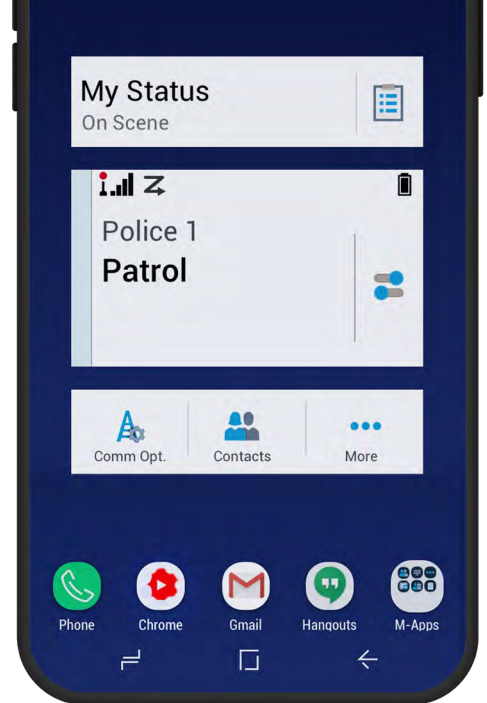 My Status
On Scene
Police 1
Patrol
Comm Opt.
Contacts
More
Phone
Chrome
Gmail
Hangouts
M-Apps